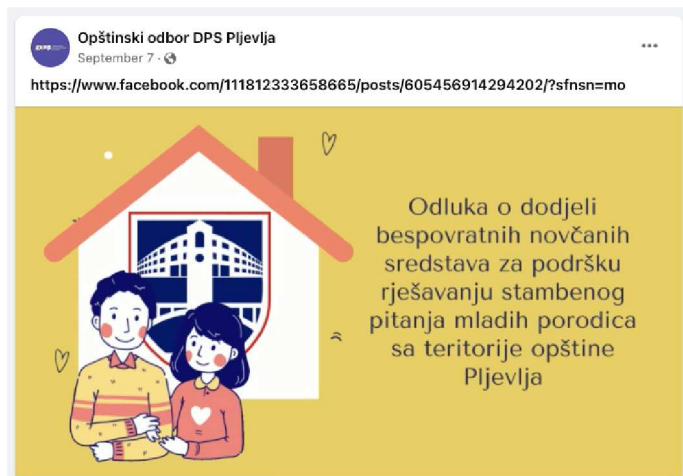 Opštinski odbor DPS Pljevlja
September 7 ·
https://www.facebook.com/111812333658665/posts/605456914294202/?sfnsn=mo
Odluka o dodjeli
bespovratnih novčanih
sredstava za podršku
rješavanju stambenog
pitanja mladih porodica
sa teritorije opštine
Pljevlja